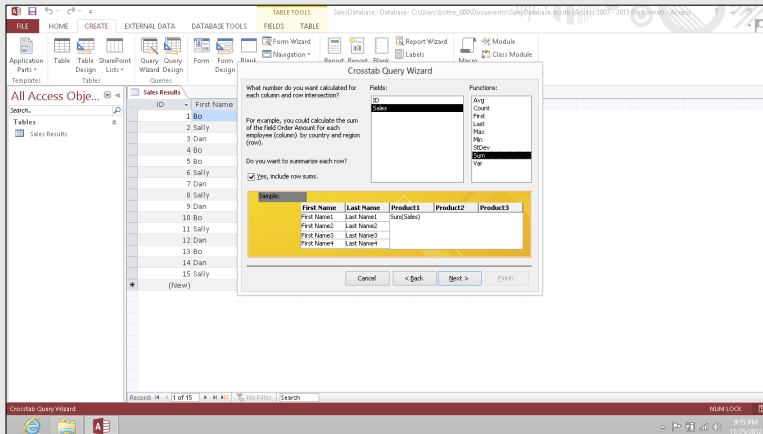 TABLE TOOLS
SalesDatabase : Database- C:\Users\bothe_000\Documents\SalesDatabase.accdb (Access 2007 - 2013 file format) - Access
FILE HOME CREATE EXTERNAL DATA DATABASE TOOLS FIELDS TABLE
Application Parts
Table
Table Design
SharePoint Lists
Query Wizard
Query Design
Form
Form Design
Blank
Form Wizard
Navigation
Report
Report
Blank
Report Wizard
Labels
Macro
Module
Class Module
Templates Tables Queries
All Access Obje...
Search..
Tables
Sales Results
Sales Results
ID First Name
1 Bo
2 Sally
3 Dan
4 Bo
5 Bo
6 Sally
7 Dan
8 Sally
9 Dan
10 Bo
11 Sally
12 Dan
13 Bo
14 Dan
15 Sally
(New)
Crosstab Query Wizard
What number do you want calculated for
each column and row intersection?
For example, you could calculate the sum
of the field Order Amount for each
employee (column) by country and region
(row).
Do you want to summarize each row?
Yes, include row sums.
Fields:
ID
Sales
Functions:
Avg
Count
First
Last
Max
Min
StDev
Sum
Var
Sample:
First Name Last Name Product1 Product2 Product3
First Name1 Last Name1 Sum(Sales)
First Name2 Last Name2
First Name3 Last Name3
First Name4 Last Name4
Cancel < Back Next > Finish
Record: 1 of 15 No Filter Search
Crosstab Query Wizard NUM LOCK
9:15 PM
11/25/2012